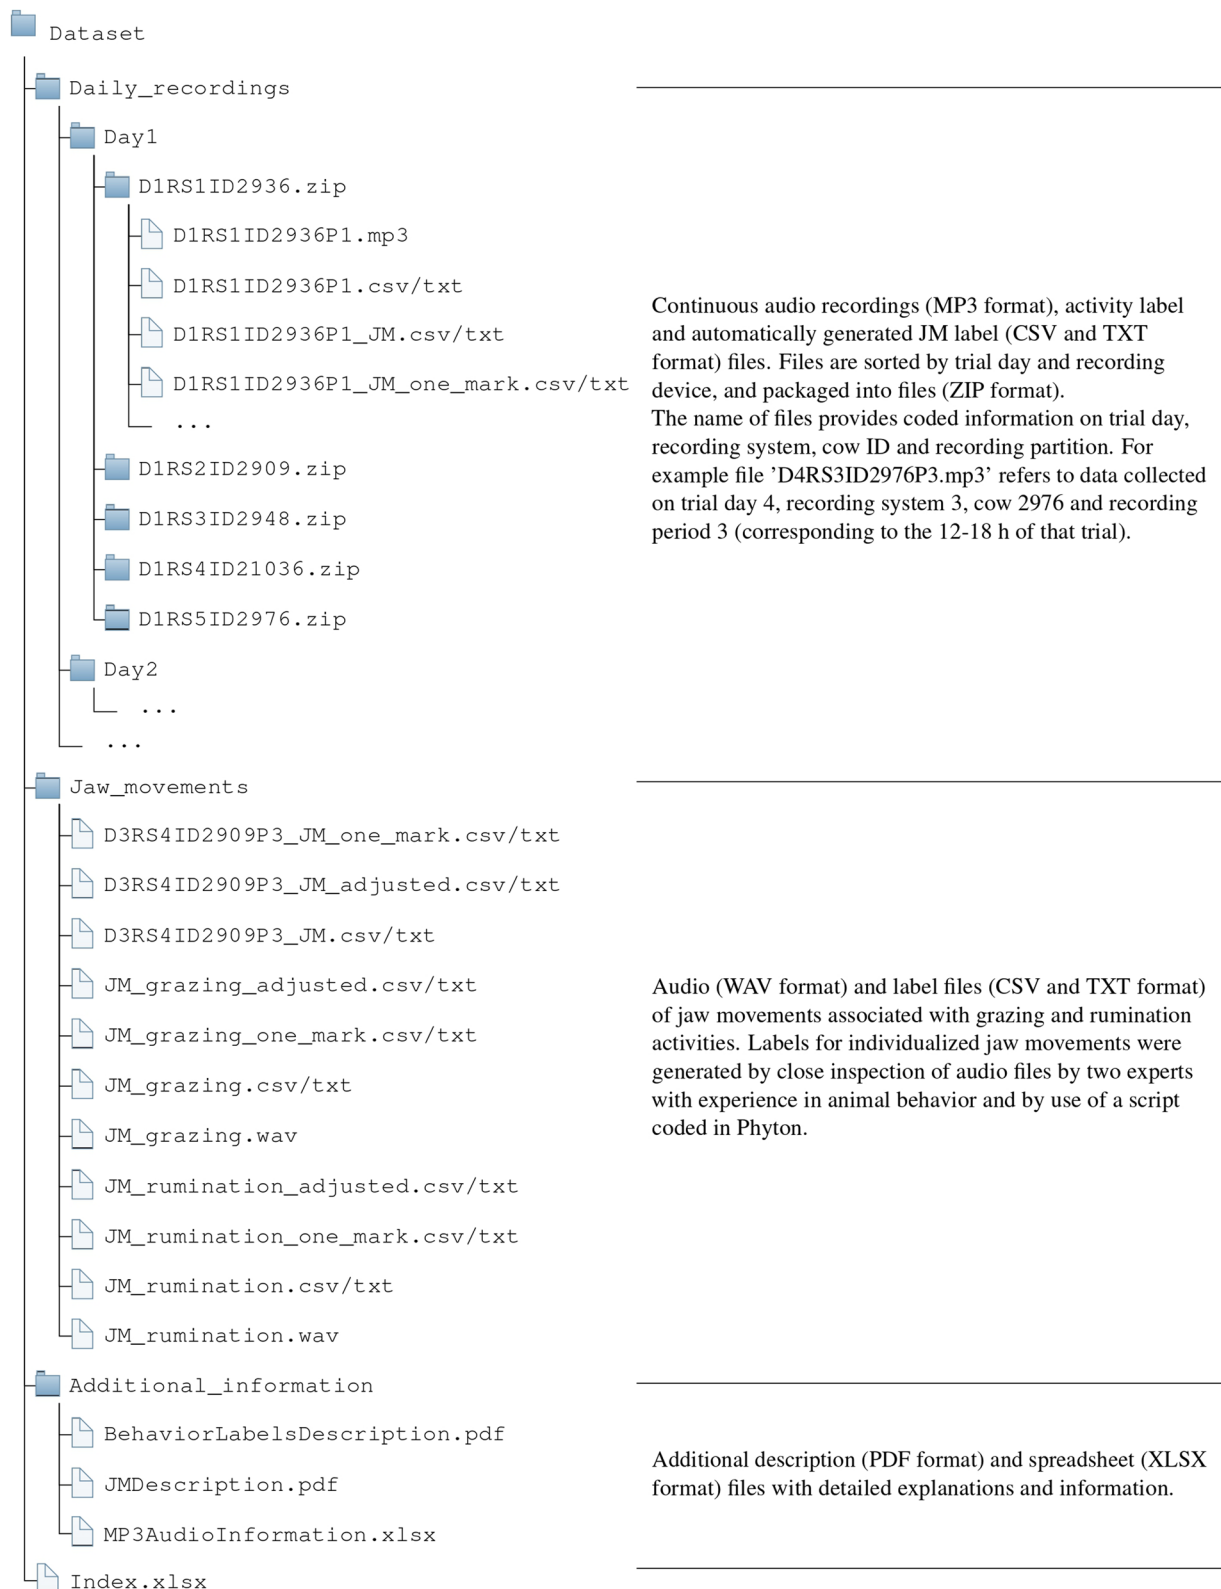 Dataset
Daily_recordings
Day1
D1RS1ID2936.zip
D1RS1ID2936P1.mp3
D1RS1ID2936P1.csv/txt
D1RS1ID2936P1_JM.csv/txt
D1RS1ID2936P1_JM_one_mark.csv/txt
...
D1RS2ID2909.zip
D1RS3ID2948.zip
D1RS4ID21036.zip
D1RS5ID2976.zip
Day2
...
...
Continuous audio recordings (MP3 format), activity label
and automatically generated JM label (CSV and TXT
format) files. Files are sorted by trial day and recording
device, and packaged into files (ZIP format).
The name of files provides coded information on trial day,
recording system, cow ID and recording partition. For
example file ’D4RS3ID2976P3.mp3’ refers to data collected
on trial day 4, recording system 3, cow 2976 and recording
period 3 (corresponding to the 12-18 h of that trial).
Jaw_movements
D3RS4ID2909P3_JM_one_mark.csv/txt
D3RS4ID2909P3_JM_adjusted.csv/txt
D3RS4ID2909P3_JM.csv/txt
JM_grazing_adjusted.csv/txt
JM_grazing_one_mark.csv/txt
JM_grazing.csv/txt
JM_grazing.wav
JM_rumination_adjusted.csv/txt
JM_rumination_one_mark.csv/txt
JM_rumination.csv/txt
JM_rumination.wav
Audio (WAV format) and label files (CSV and TXT format)
of jaw movements associated with grazing and rumination
activities. Labels for individualized jaw movements were
generated by close inspection of audio files by two experts
with experience in animal behavior and by use of a script
coded in Phyton.
Additional_information
BehaviorLabelsDescription.pdf
JMDescription.pdf
MP3AudioInformation.xlsx
Additional description (PDF format) and spreadsheet (XLSX
format) files with detailed explanations and information.
Index.xlsx